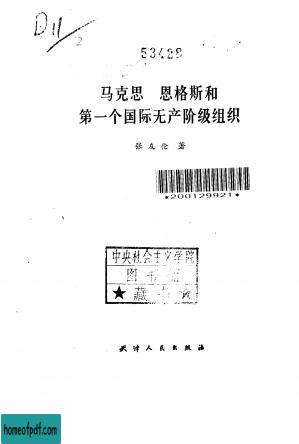 D11
2
53428
马克思 恩格斯和
第一个国际无产阶级组织
张友伦 著
*200129921*
中央社会主义学院
图书馆
★藏书章
天津人民出版社
homeofpdf.com